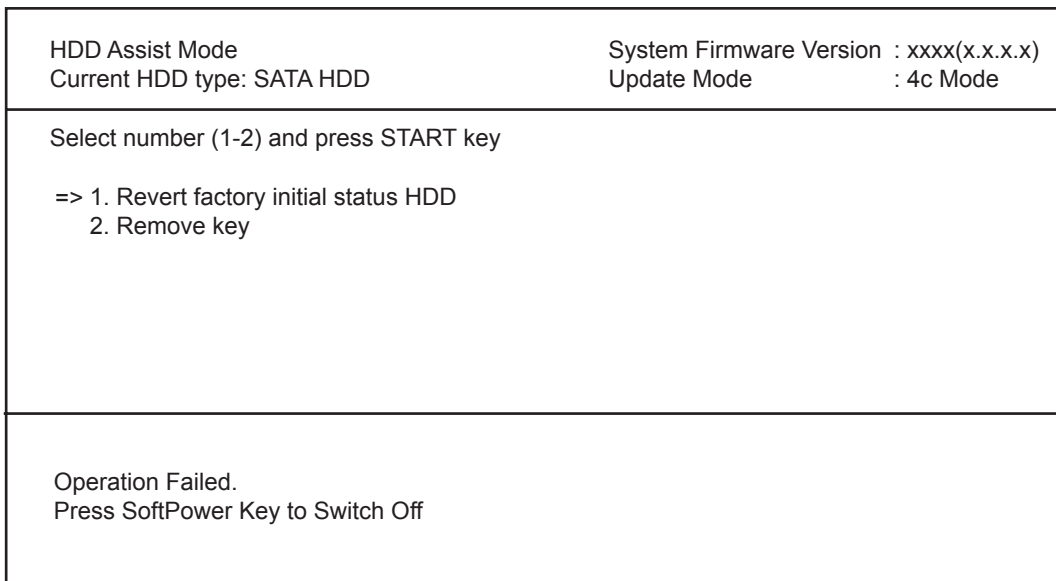 HDD Assist Mode System Firmware Version : xxxx(x.x.x.x)
Current HDD type: SATA HDD Update Mode : 4c Mode
Select number (1-2) and press START key
=> 1. Revert factory initial status HDD
2. Remove key
Operation Failed.
Press SoftPower Key to Switch Off